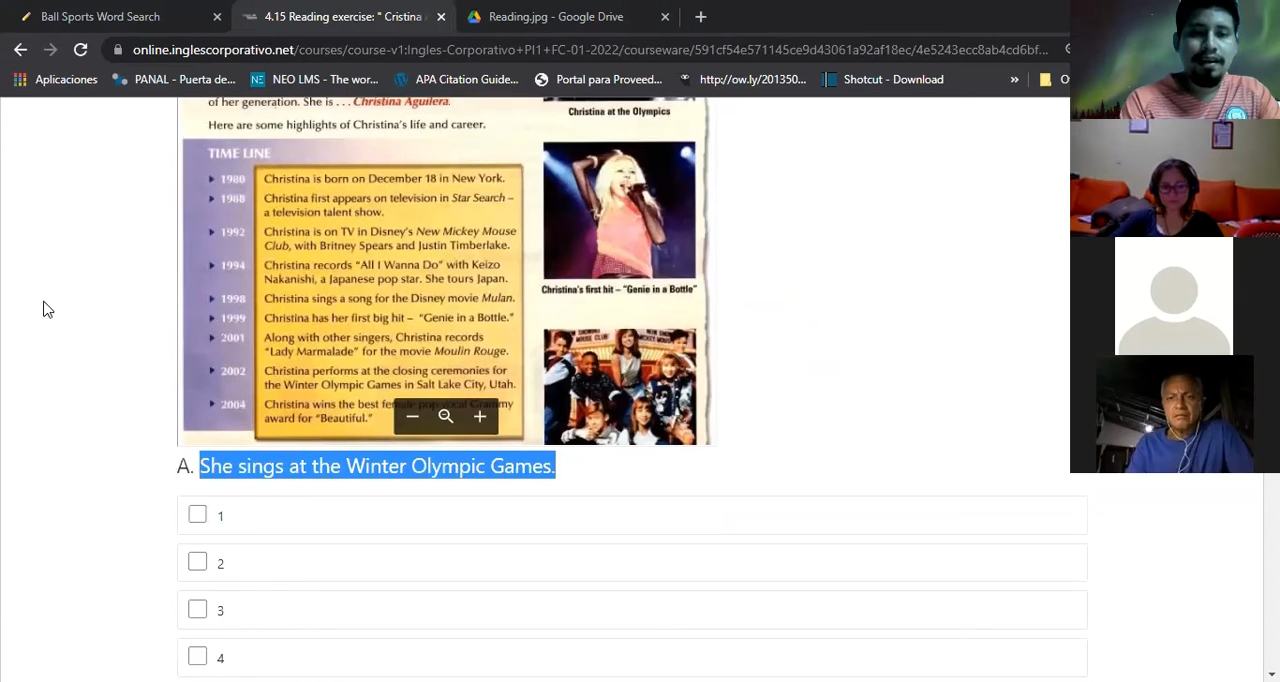 Ball Sports Word Search
4.15 Reading exercise: " Cristina
Reading.jpg - Google Drive
online.inglescorporativo.net/courses/course-v1:Ingles-Corporativo+PI1+FC-01-2022/courseware/591cf54e571145ce9d43061a92af18ec/4e5243ecc8ab4cd6bf...
Aplicaciones
PANAL - Puerta de...
NEO LMS - The wor...
APA Citation Guide...
Portal para Proveed...
http://ow.ly/201350...
Shotcut - Download
»
of her generation. She is . . . Christina Aguilera.
Here are some highlights of Christina's life and career.
TIME LINE
1980 Christina is born on December 18 in New York.
1988 Christina first appears on television in Star Search –
a television talent show.
1992 Christina is on TV in Disney's New Mickey Mouse
Club, with Britney Spears and Justin Timberlake.
1994 Christina records "All I Wanna Do" with Keizo
Nakanishi, a Japanese pop star. She tours Japan.
1998 Christina sings a song for the Disney movie Mulan.
1999 Christina has her first big hit – "Genie in a Bottle."
2001 Along with other singers, Christina records
"Lady Marmalade" for the movie Moulin Rouge.
2002 Christina performs at the closing ceremonies for
the Winter Olympic Games in Salt Lake City, Utah.
2004 Christina wins the best female pop vocal Grammy
award for "Beautiful."
Christina at the Olympics
Christina's first hit – "Genie in a Bottle"
A. She sings at the Winter Olympic Games.
1
2
3
4